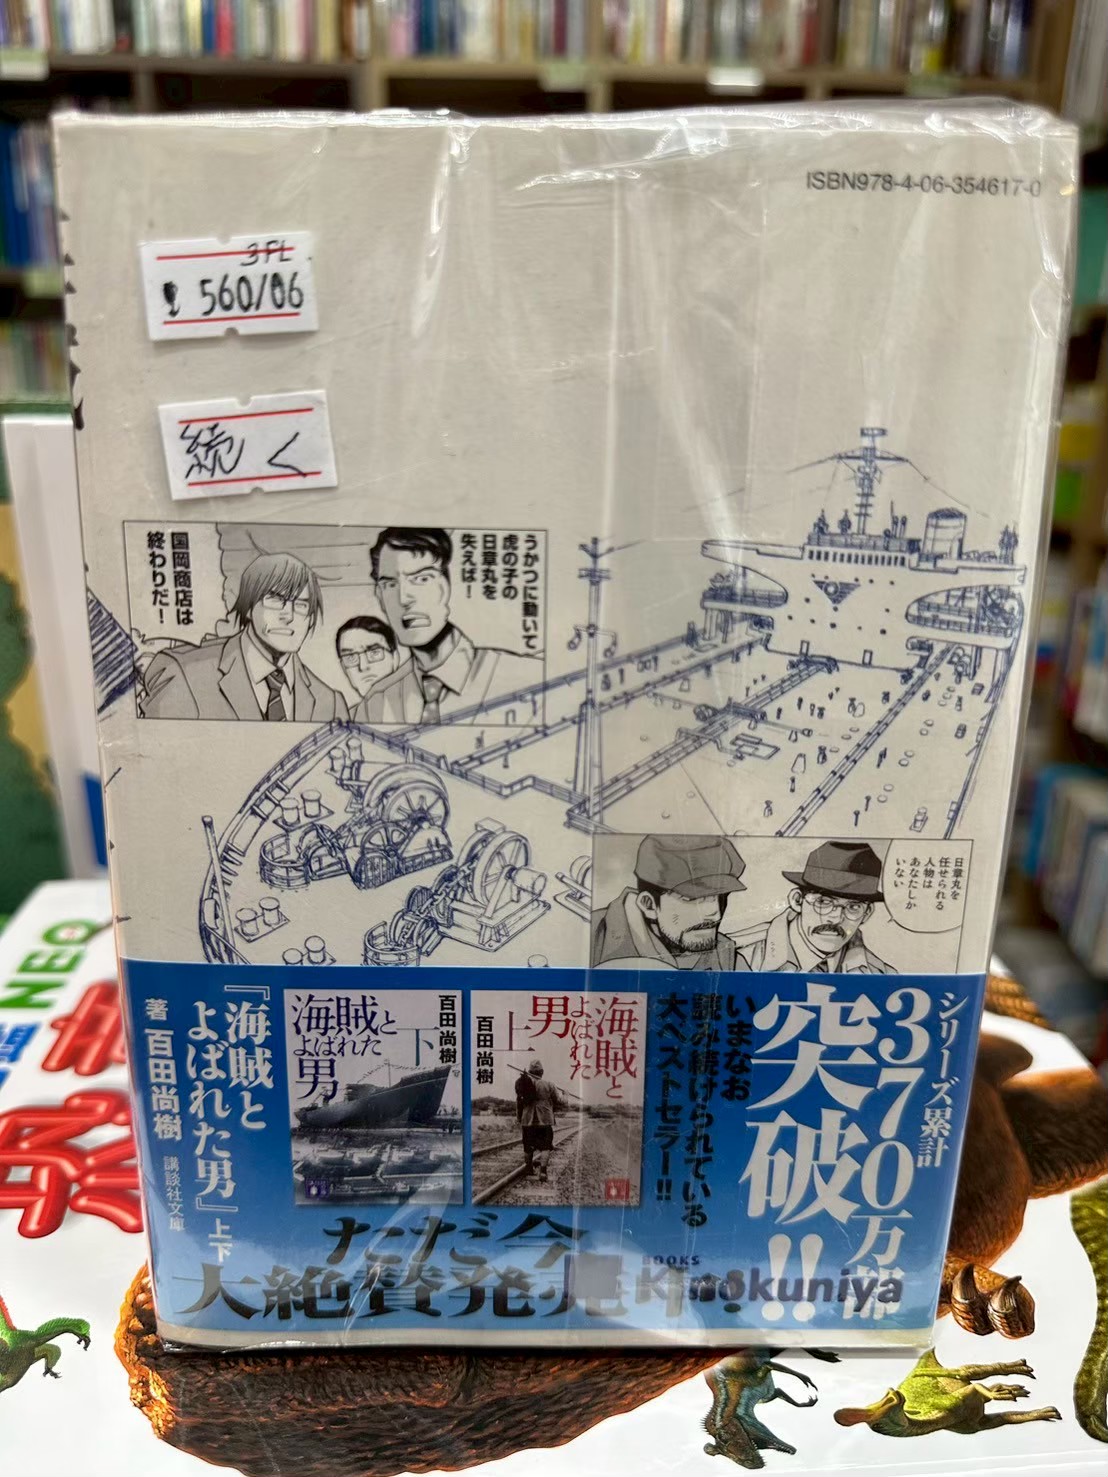 ISBN978-4-06-354617-0
3FL
560/06
続く
うかつに動いて
虎の子の
日章丸を
失えば!
国岡商店は
終わりだ!
日章丸を
任せられる
人物は
あなたしか
いない
シリーズ累計
370万部
突破!!
いまなお
読み続けられている
大ベストセラー!!
海賊と
よばれた
男
上
百田尚樹
海賊と
よばれた
男
下
百田尚樹
『海賊と
よばれた男』上下
著 百田尚樹
講談社文庫
ただ今
大絶賛発売中!
BOOKS
Kinokuniya
NEO